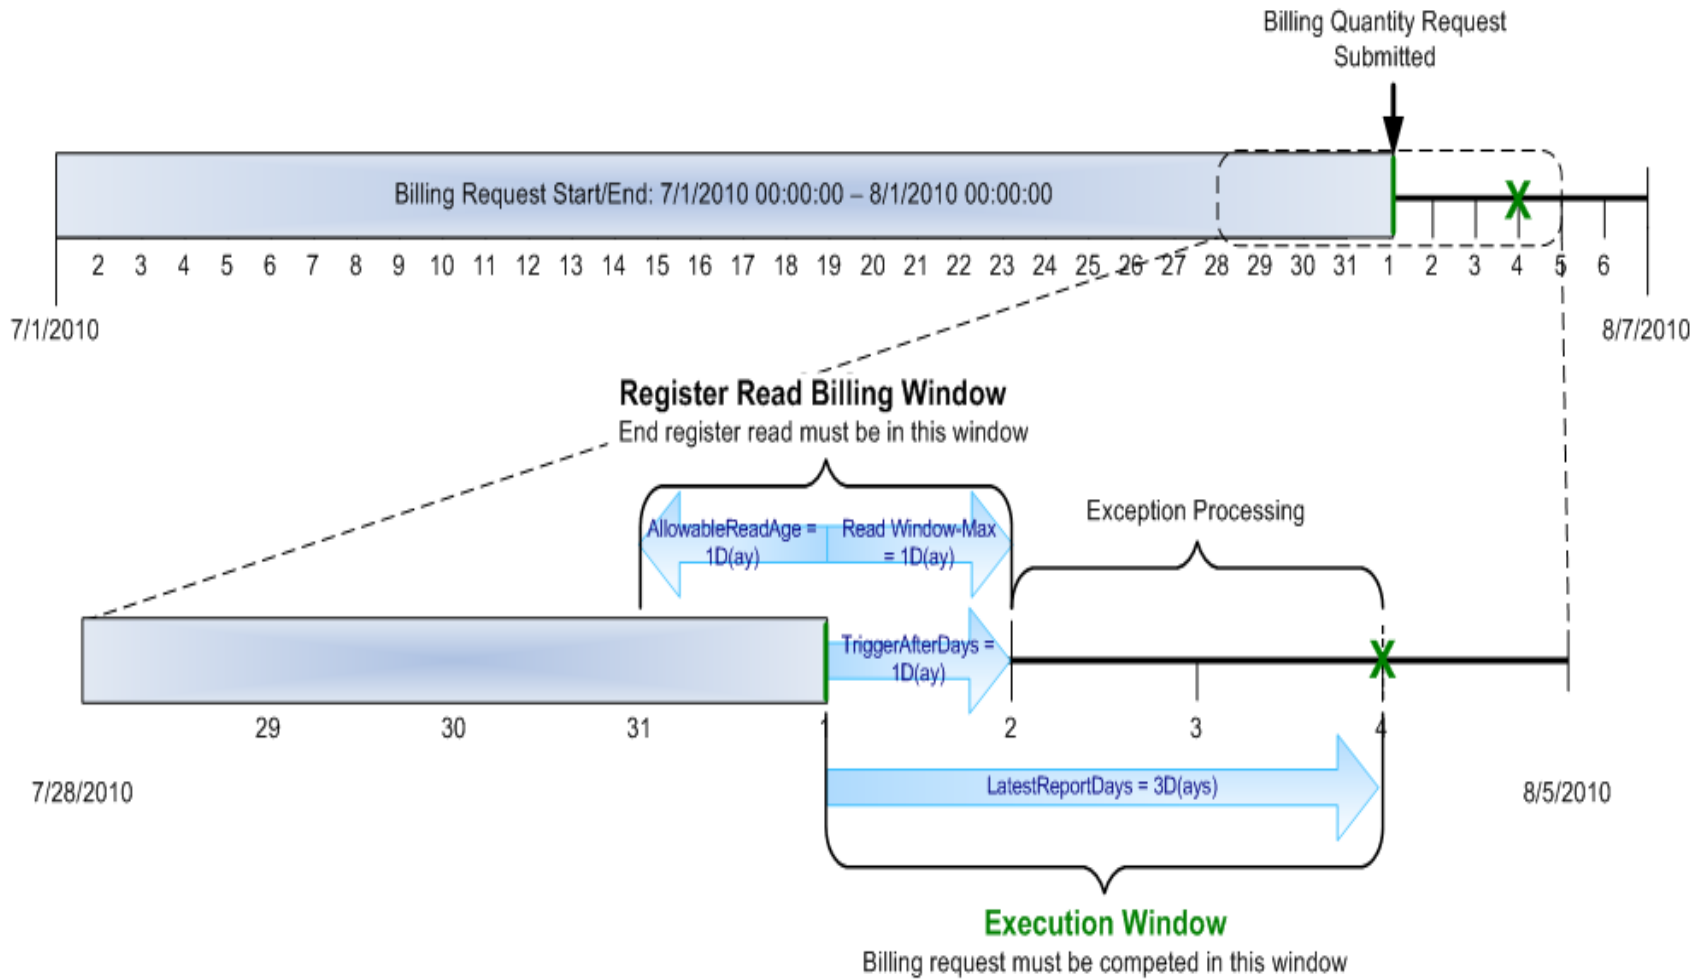 Billing Quantity Request
Submitted
Billing Request Start/End: 7/1/2010 00:00:00 – 8/1/2010 00:00:00
2 3 4 5 6 7 8 9 10 11 12 13 14 15 16 17 18 19 20 21 22 23 24 25 26 27 28 29 30 31 1 2 3 4 5 6
7/1/2010
8/7/2010
Register Read Billing Window
End register read must be in this window
AllowableReadAge =
1D(ay)
Read Window-Max
= 1D(ay)
Exception Processing
TriggerAfterDays =
1D(ay)
X
X
29 30 31 1 2 3 4
7/28/2010
8/5/2010
LatestReportDays = 3D(ays)
Execution Window
Billing request must be competed in this window